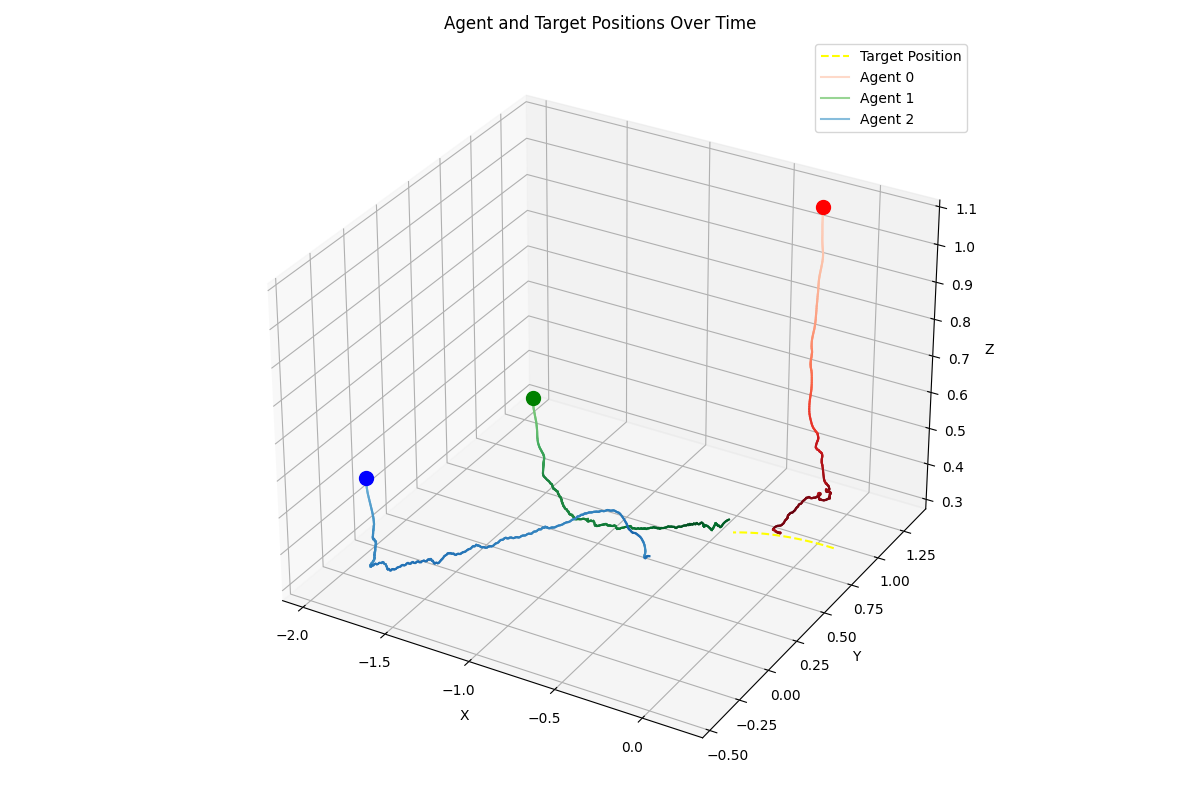 Agent and Target Positions Over Time
Target Position
Agent 0
Agent 1
Agent 2
1.1
1.0
0.9
0.8
0.7
0.6
0.5
0.4
0.3
Z
1.25
1.00
0.75
0.50
0.25
0.00
−0.25
−0.50
Y
−2.0
−1.5
−1.0
−0.5
0.0
X